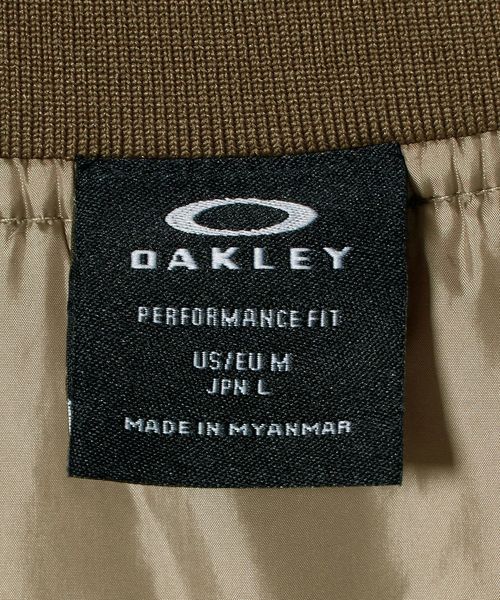 OAKLEY
PERFORMANCE FIT
US/EU M
JPN L
MADE IN MYANMAR